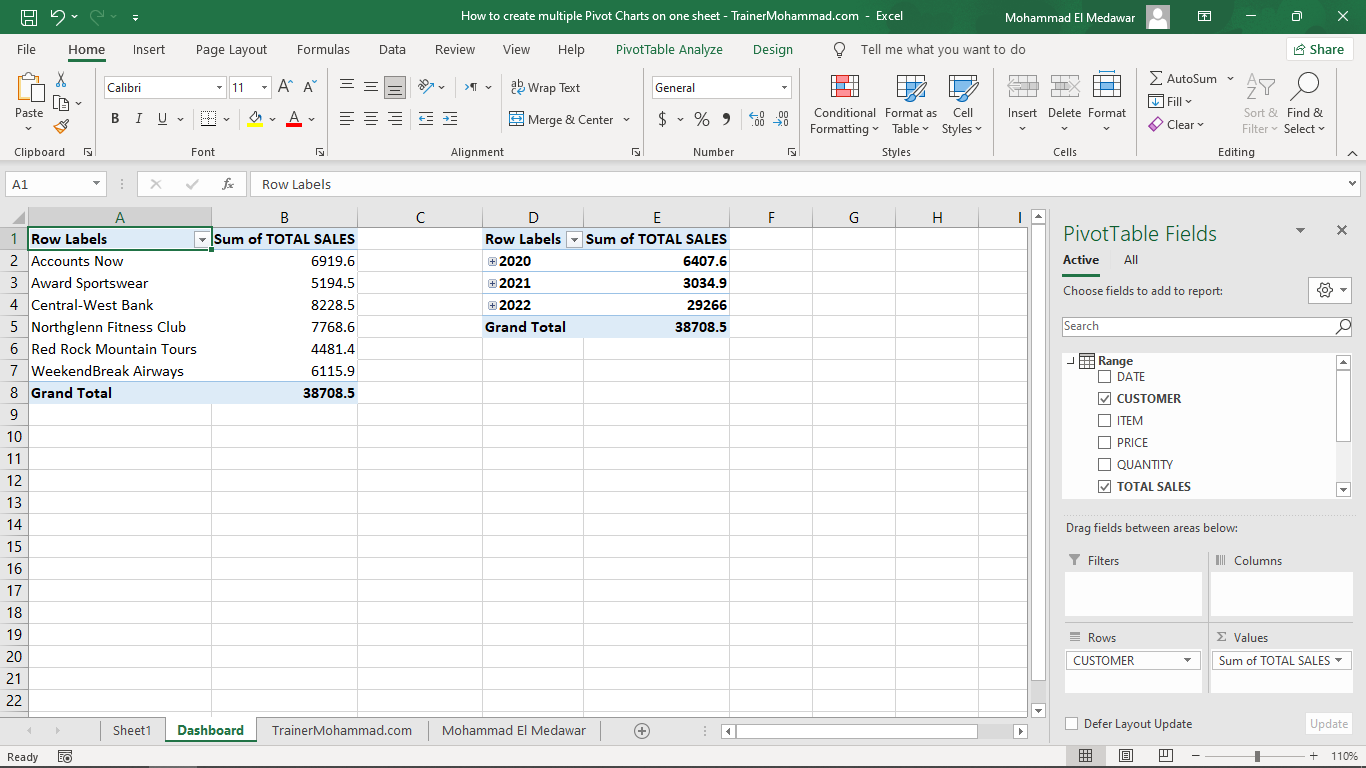 How to create multiple Pivot Charts on one sheet - TrainerMohammad.com - Excel
Mohammad El Medawar
File Home Insert Page Layout Formulas Data Review View Help PivotTable Analyze Design Tell me what you want to do Share
Paste
Clipboard
Calibri 11
B I U A
Font
Wrap Text
Merge & Center
Alignment
General
$ % 9
Number
Conditional Formatting
Format as Table
Cell Styles
Styles
Insert Delete Format
Cells
AutoSum
Fill
Clear
Sort & Filter
Find & Select
Editing
A1 fx Row Labels
A B C D E F G H I
1 Row Labels Sum of TOTAL SALES Row Labels Sum of TOTAL SALES
2 Accounts Now 6919.6 2020 6407.6
3 Award Sportswear 5194.5 2021 3034.9
4 Central-West Bank 8228.5 2022 29266
5 Northglenn Fitness Club 7768.6 Grand Total 38708.5
6 Red Rock Mountain Tours 4481.4
7 WeekendBreak Airways 6115.9
8 Grand Total 38708.5
9
10
11
12
13
14
15
16
17
18
19
20
21
22
PivotTable Fields
Active All
Choose fields to add to report:
Search
Range
DATE
CUSTOMER
ITEM
PRICE
QUANTITY
TOTAL SALES
Drag fields between areas below:
Filters Columns
Rows Σ Values
CUSTOMER Sum of TOTAL SALES
Defer Layout Update Update
Sheet1 Dashboard TrainerMohammad.com Mohammad El Medawar
Ready 110%